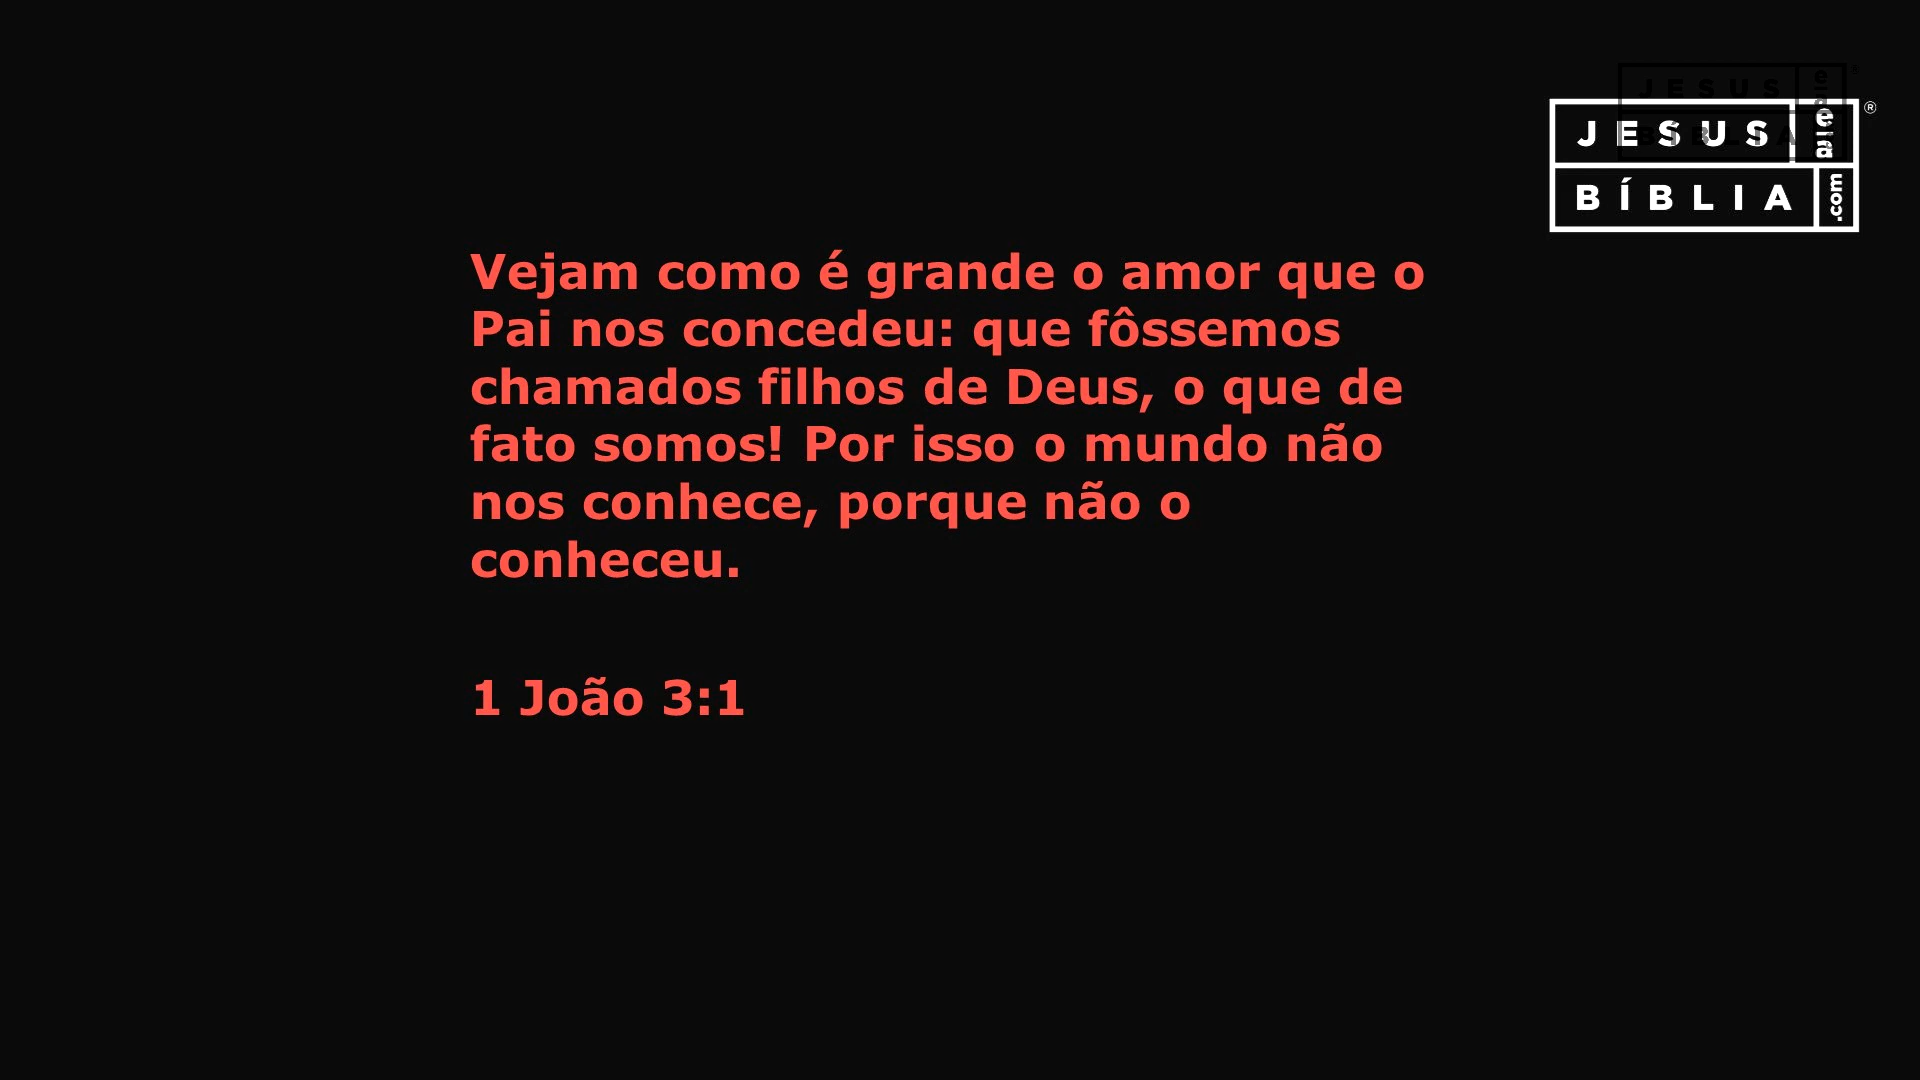 JESUS
BÍBLIA
.com
®
Vejam como é grande o amor que o
Pai nos concedeu: que fôssemos
chamados filhos de Deus, o que de
fato somos! Por isso o mundo não
nos conhece, porque não o
conheceu.
1 João 3:1